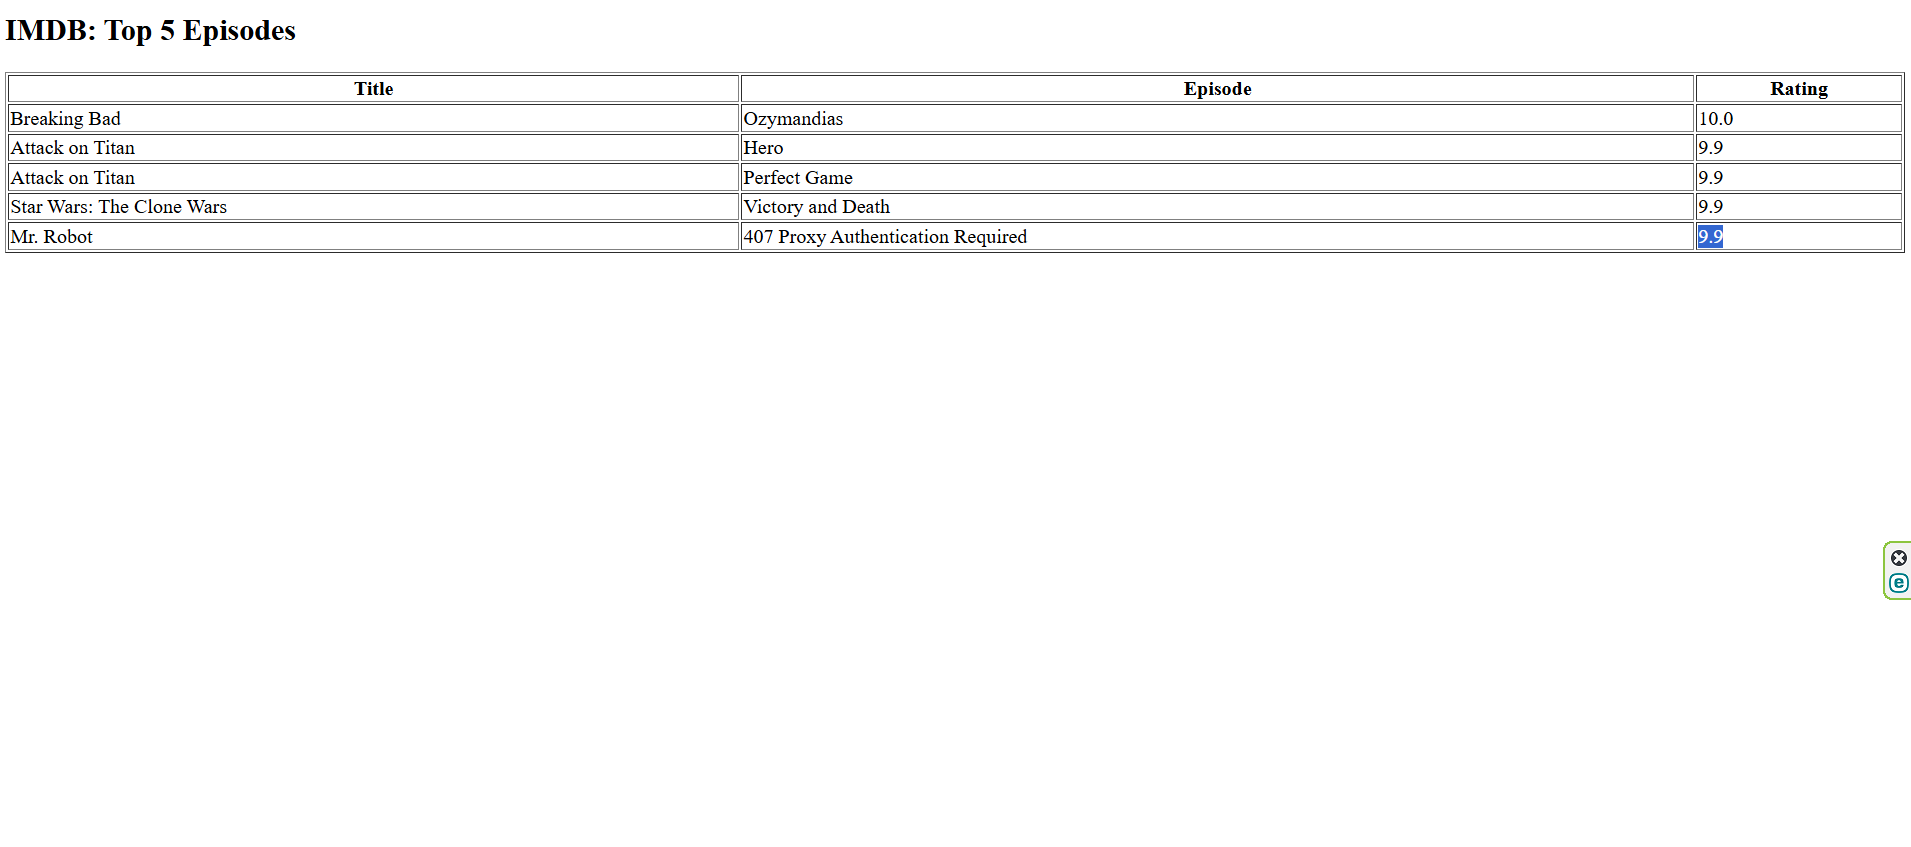 IMDB: Top 5 Episodes
Title Episode Rating
Breaking Bad Ozymandias 10.0
Attack on Titan Hero 9.9
Attack on Titan Perfect Game 9.9
Star Wars: The Clone Wars Victory and Death 9.9
Mr. Robot 407 Proxy Authentication Required 9.9
e